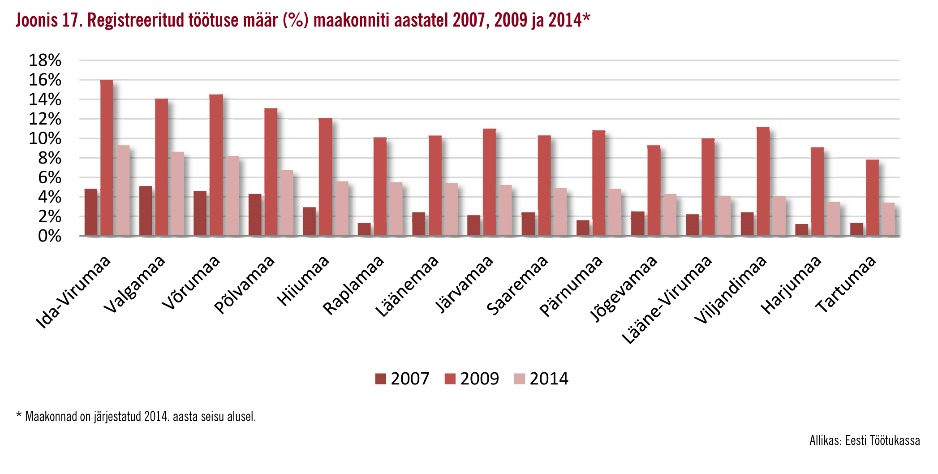 Joonis 17. Registreeritud töötuse määr (%) maakonniti aastatel 2007, 2009 ja 2014*
18%
16%
14%
12%
10%
8%
6%
4%
2%
0%
Ida-Virumaa
Valgamaa
Võrumaa
Põlvamaa
Hiiumaa
Raplamaa
Läänemaa
Järvamaa
Saaremaa
Pärnumaa
Jõgevamaa
Lääne-Virumaa
Viljandimaa
Harjumaa
Tartumaa
2007 2009 2014
* Maakonnad on järjestatud 2014. aasta seisu alusel.
Allikas: Eesti Töötukassa